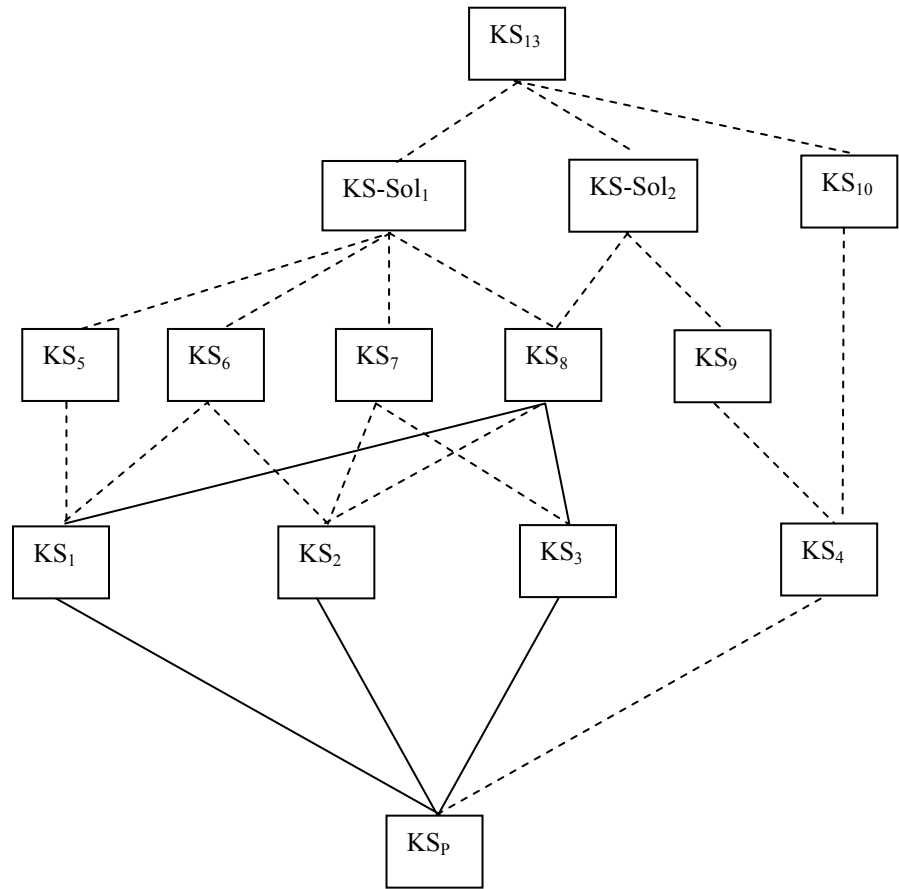 KS₁₃
KS-Sol₁
KS-Sol₂
KS₁₀
KS₅
KS₆
KS₇
KS₈
KS₉
KS₁
KS₂
KS₃
KS₄
KSₚ